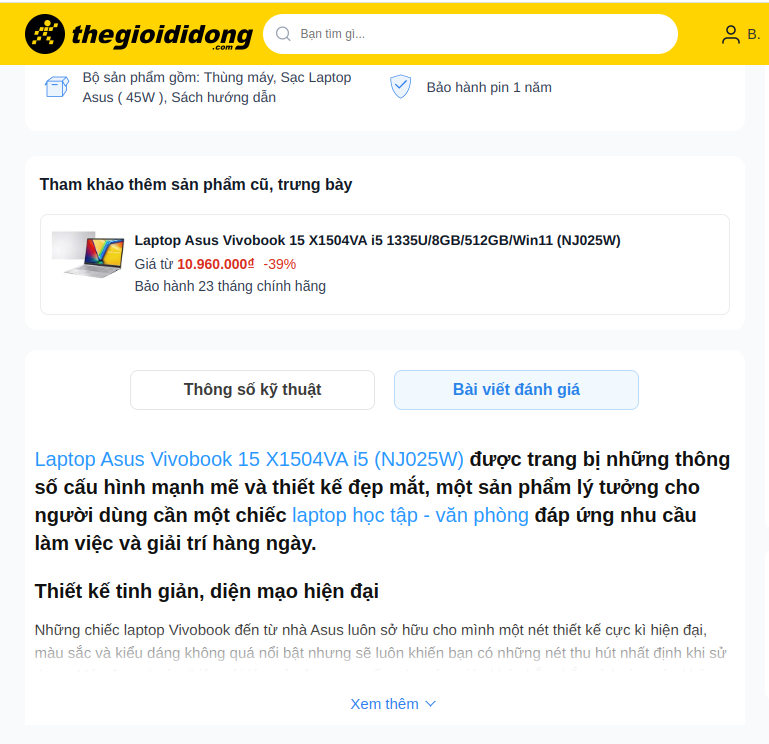 thegioididong
.com
Bạn tìm gì...
B.
Bộ sản phẩm gồm: Thùng máy, Sạc Laptop
Asus ( 45W ), Sách hướng dẫn
Bảo hành pin 1 năm
Tham khảo thêm sản phẩm cũ, trưng bày
Laptop Asus Vivobook 15 X1504VA i5 1335U/8GB/512GB/Win11 (NJ025W)
Giá từ 10.960.000₫ -39%
Bảo hành 23 tháng chính hãng
Thông số kỹ thuật
Bài viết đánh giá
Laptop Asus Vivobook 15 X1504VA i5 (NJ025W) được trang bị những thông
số cấu hình mạnh mẽ và thiết kế đẹp mắt, một sản phẩm lý tưởng cho
người dùng cần một chiếc laptop học tập - văn phòng đáp ứng nhu cầu
làm việc và giải trí hàng ngày.
Thiết kế tinh giản, diện mạo hiện đại
Những chiếc laptop Vivobook đến từ nhà Asus luôn sở hữu cho mình một nét thiết kế cực kì hiện đại,
màu sắc và kiểu dáng không quá nổi bật nhưng sẽ luôn khiến bạn có những nét thu hút nhất định khi sử
Xem thêm